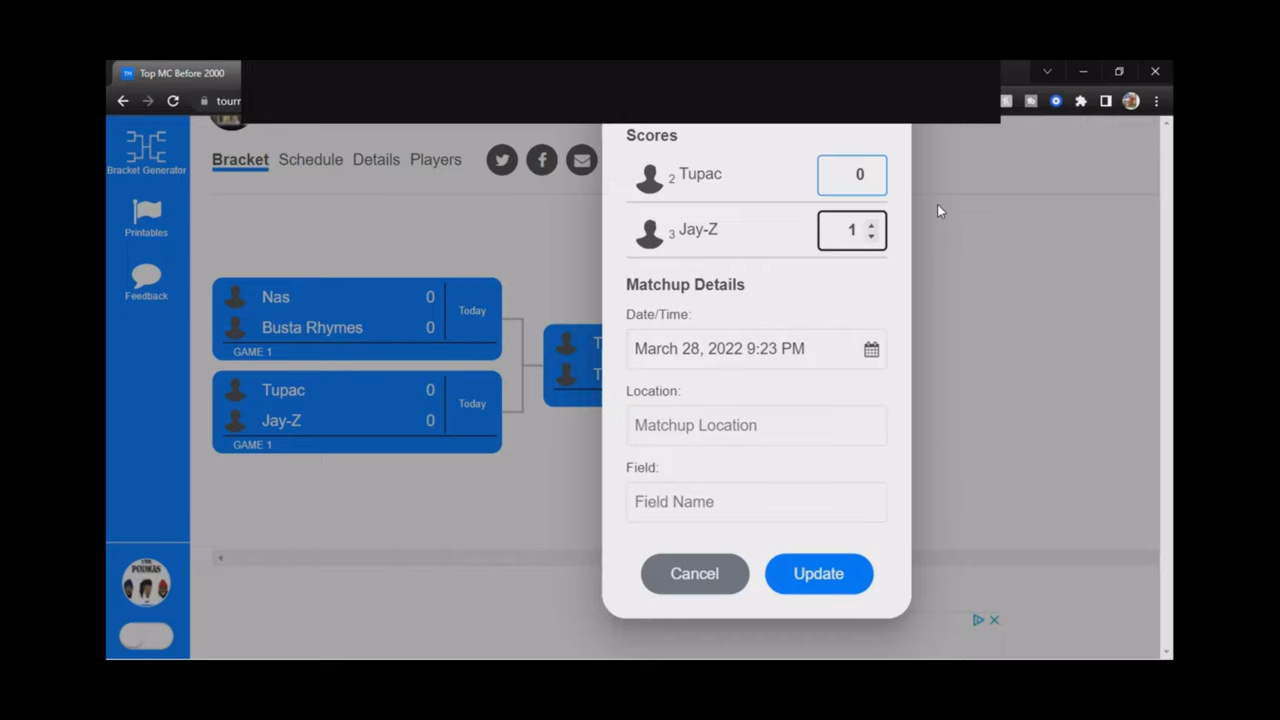 Top MC Before 2000
tourr
Bracket Generator
Printables
Feedback
THE PODKAS
Bracket Schedule Details Players
Nas 0
Busta Rhymes 0
Today
GAME 1
Tupac 0
Jay-Z 0
Today
GAME 1
T
T
Scores
2 Tupac 0
3 Jay-Z 1
Matchup Details
Date/Time:
March 28, 2022 9:23 PM
Location:
Matchup Location
Field:
Field Name
Cancel Update